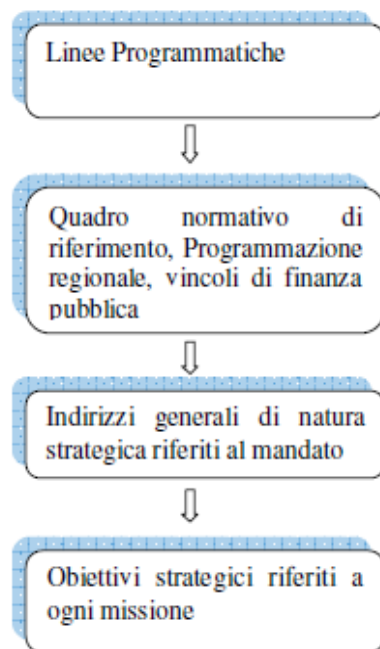 Linee Programmatiche
Quadro normativo di
riferimento, Programmazione
regionale, vincoli di finanza
pubblica
Indirizzi generali di natura
strategica riferiti al mandato
Obiettivi strategici riferiti a
ogni missione